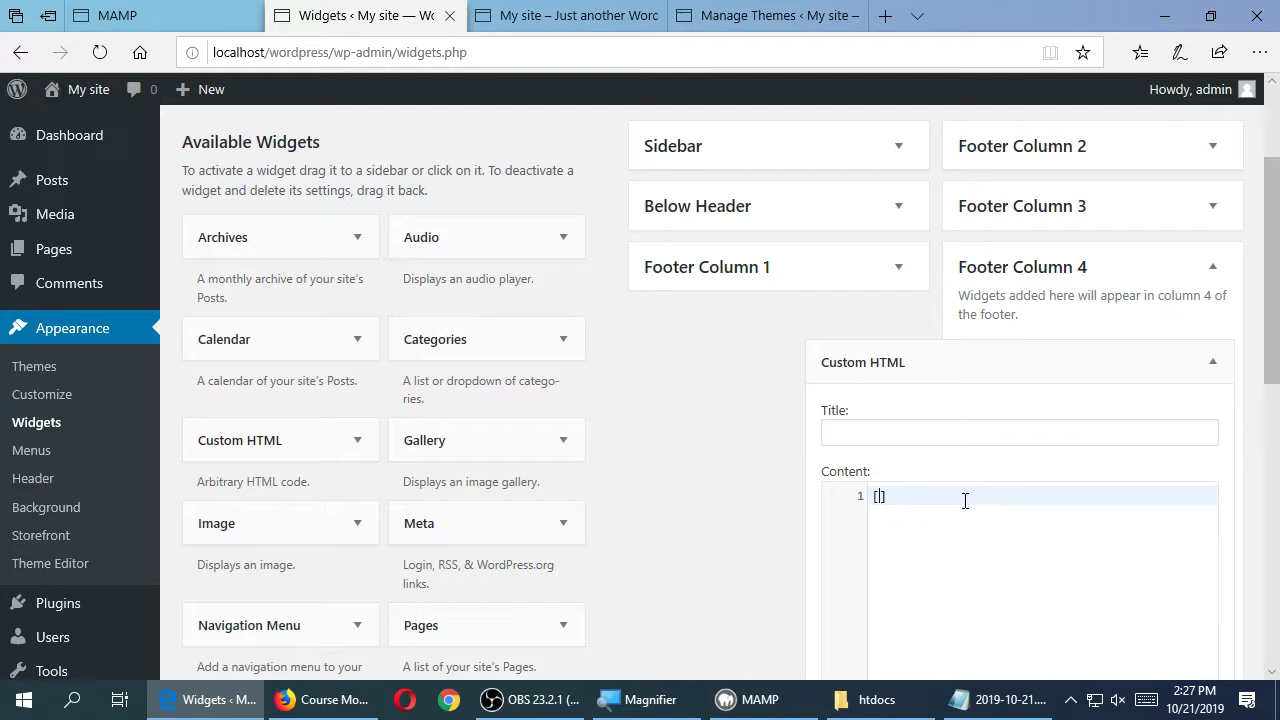 MAMP
Widgets ‹ My site — Wo
My site – Just another Worc
Manage Themes ‹ My site –
localhost/wordpress/wp-admin/widgets.php
My site
0
New
Howdy, admin
Dashboard
Posts
Media
Pages
Comments
Appearance
Themes
Customize
Widgets
Menus
Header
Background
Storefront
Theme Editor
Plugins
Users
Tools
Available Widgets
To activate a widget drag it to a sidebar or click on it. To deactivate a
widget and delete its settings, drag it back.
Archives
A monthly archive of your site's
Posts.
Audio
Displays an audio player.
Calendar
A calendar of your site's Posts.
Categories
A list or dropdown of catego-
ries.
Custom HTML
Arbitrary HTML code.
Gallery
Displays an image gallery.
Image
Displays an image.
Meta
Login, RSS, & WordPress.org
links.
Navigation Menu
Add a navigation menu to your
Pages
A list of your site's Pages.
Sidebar
Below Header
Footer Column 1
Footer Column 2
Footer Column 3
Footer Column 4
Widgets added here will appear in column 4 of
the footer.
Custom HTML
Title:
Content:
1
[]
Widgets ‹ M...
Course Mo...
OBS 23.2.1 (...
Magnifier
MAMP
htdocs
2019-10-21....
2:27 PM
10/21/2019